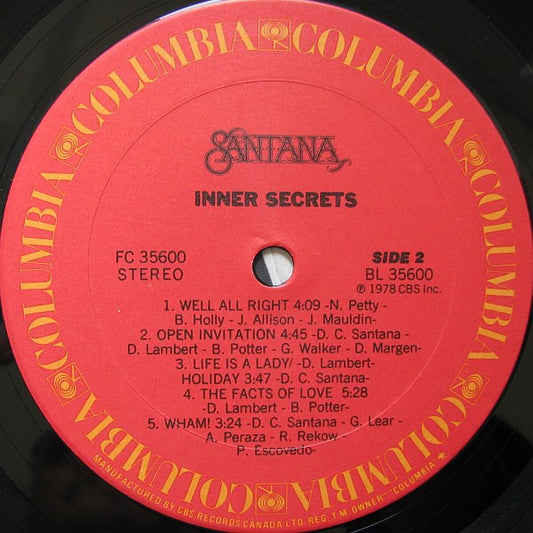 COLUMBIA COLUMBIA COLUMBIA COLUMBIA COLUMBIA COLUMBIA
SANTANA
INNER SECRETS
FC 35600
STEREO
SIDE 2
BL 35600
℗ 1978 CBS Inc.
1. WELL ALL RIGHT 4:09 -N. Petty -
B. Holly - J. Allison - J. Mauldin-
2. OPEN INVITATION 4:45 -D. C. Santana -
D. Lambert - B. Potter - G. Walker - D. Margen-
3. LIFE IS A LADY/ -D. Lambert-
HOLIDAY 3:47 -D. C. Santana-
4. THE FACTS OF LOVE 5:28
-D. Lambert - B. Potter-
5. WHAM! 3:24 -D. C. Santana - G. Lear -
A. Peraza - R. Rekow -
P. Escovedo-
MANUFACTURED BY CBS RECORDS CANADA LTD. REG. T.M. OWNER "COLUMBIA"